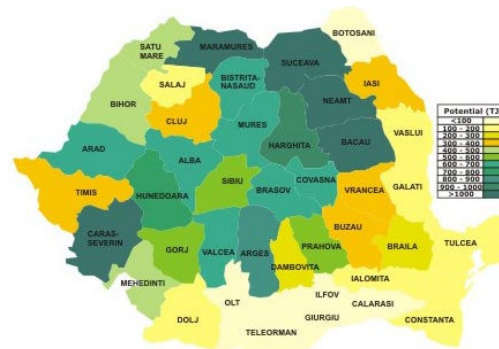 BOTOSANI
SATU
MARE
MARAMURES
SUCEAVA
BISTRITA-
NASAUD
SALAJ
IASI
NEAMT
BIHOR
CLUJ
MURES
HARGHITA
BACAU
VASLUI
ARAD
ALBA
TIMIS
HUNEDOARA
SIBIU
BRASOV
COVASNA
VRANCEA
GALATI
CARAS-
SEVERIN
GORJ
VALCEA
ARGES
PRAHOVA
BUZAU
BRAILA
TULCEA
DAMBOVITA
MEHEDINTI
IALOMITA
OLT
ILFOV
CALARASI
DOLJ
GIURGIU
TELEORMAN
CONSTANTA
Potential (TJ
<100
100 - 200
200 - 300
300 - 400
400 - 500
500 - 600
600 - 700
700 - 800
800 - 900
900 - 1000
>1000